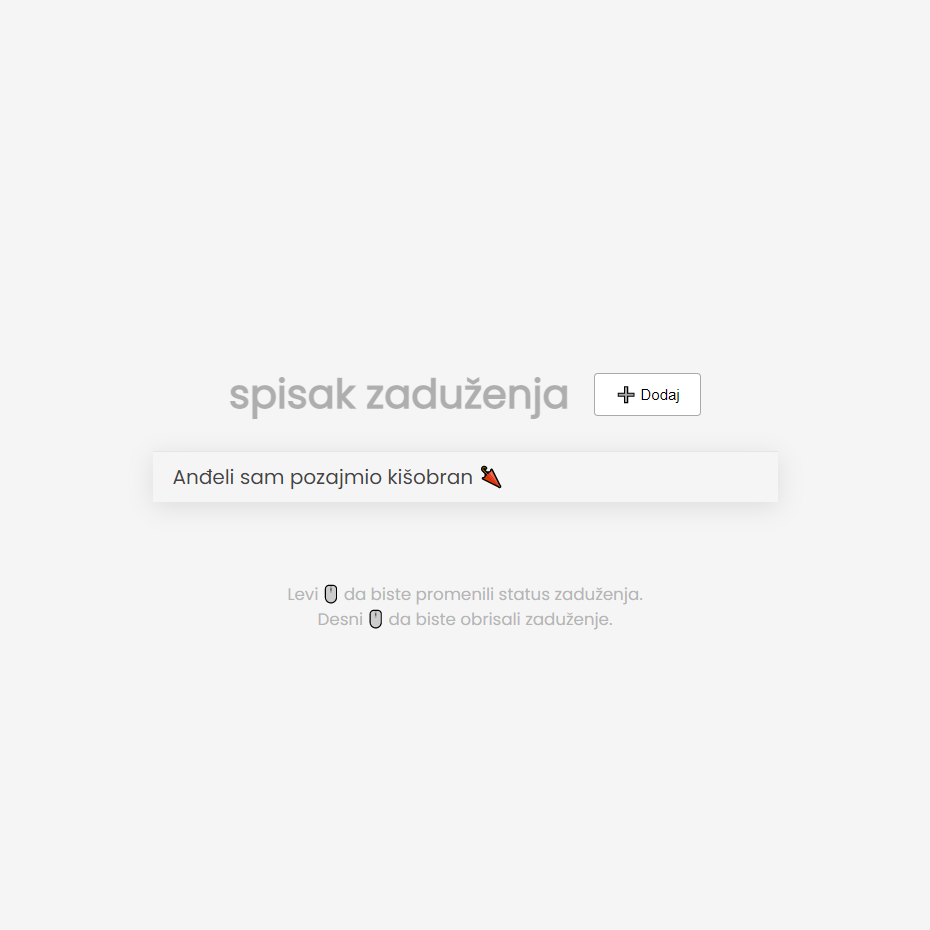 spisak zaduženja
➕ Dodaj
Anđeli sam pozajmio kišobran 🌂
Levi 🖱 da biste promenili status zaduženja.
Desni 🖱 da biste obrisali zaduženje.